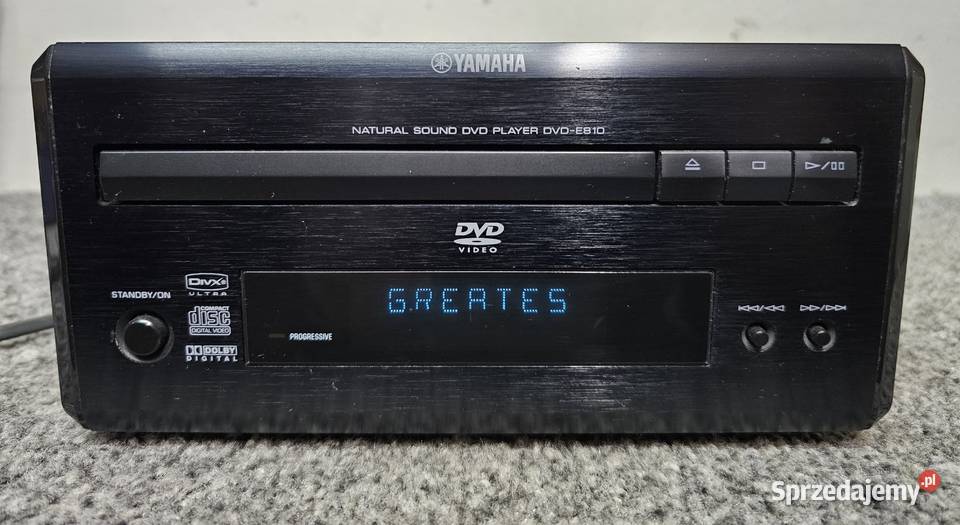 YAMAHA
NATURAL SOUND DVD PLAYER DVD-E810
DVD
VIDEO
DivX
ULTRA
STANDBY/ON
COMPACT
disc
DIGITAL VIDEO
DOLBY
DIGITAL
GREATES
PROGRESSIVE
Sprzedajemy.pl